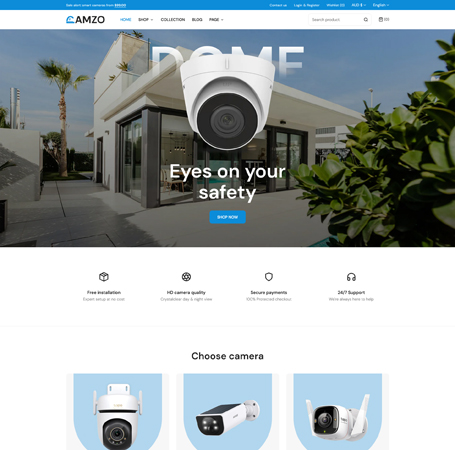 Sale alert smart cameras from $59.00
Contact us
Login & Register
Wishlist (0)
AUD $
English
CAMZO
HOME
SHOP
COLLECTION
BLOG
PAGE
Search product
(0)
DOME
Eyes on your
safety
SHOP NOW
Free installation
HD camera quality
Secure payments
24/7 Support
Expert setup at no cost
Crystalclear day & night view
100% Protected checkout
We're always here to help
Choose camera